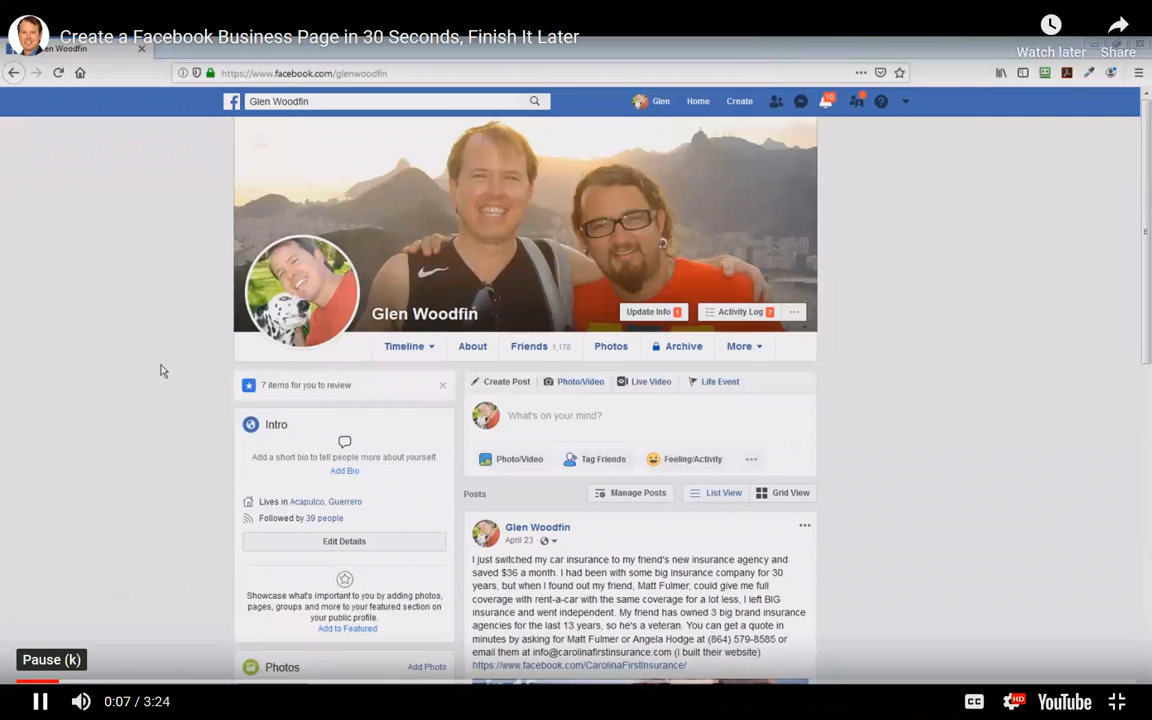 Create a Facebook Business Page in 30 Seconds, Finish It Later
Watch later
Share
Woodfin
https://www.facebook.com/glenwoodfin
Glen Woodfin
Glen
Home
Create
10
Glen Woodfin
Update Info 1
Activity Log 7
Timeline
About
Friends 1,178
Photos
Archive
More
7 items for you to review
Intro
Add a short bio to tell people more about yourself.
Add Bio
Lives in Acapulco, Guerrero
Followed by 39 people
Edit Details
Showcase what's important to you by adding photos,
pages, groups and more to your featured section on
your public profile.
Add to Featured
Photos
Add Photo
Create Post
Photo/Video
Live Video
Life Event
What's on your mind?
Photo/Video
Tag Friends
Feeling/Activity
Posts
Manage Posts
List View
Grid View
Glen Woodfin
April 23
I just switched my car insurance to my friend's new insurance agency and
saved $36 a month. I had been with some big insurance company for 30
years, but when I found out my friend, Matt Fulmer, could give me full
coverage with rent-a-car with the same coverage for a lot less, I left BIG
insurance and went independent. My friend has owned 3 big brand insurance
agencies for the last 13 years, so he's a veteran. You can get a quote in
minutes by asking for Matt Fulmer or Angela Hodge at (864) 579-8585 or
email them at info@carolinafirstinsurance.com (I built their website)
https://www.facebook.com/CarolinaFirstInsurance/
Pause (k)
0:07 / 3:24
CC
HD
YouTube